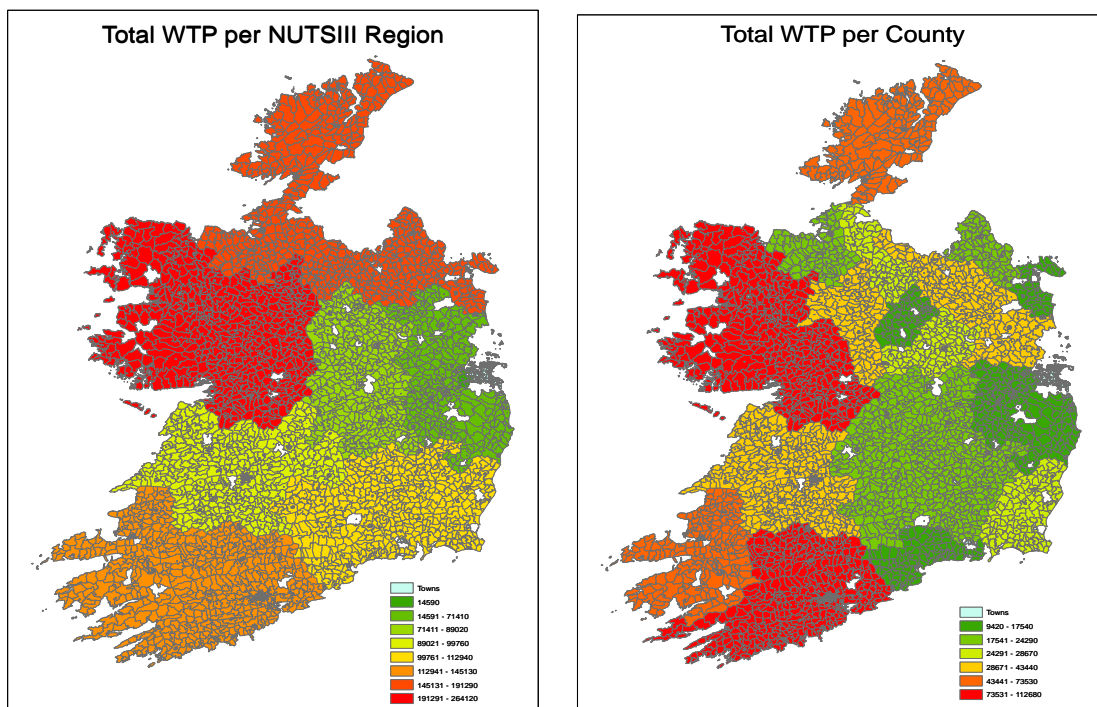 Total WTP per NUTSIII Region
Towns
14590
14591 - 71410
71411 - 89020
89021 - 99760
99761 - 112940
112941 - 145130
145131 - 191290
191291 - 264120
Total WTP per County
Towns
9420 - 17540
17541 - 24290
24291 - 28670
28671 - 43440
43441 - 73530
73531 - 112680